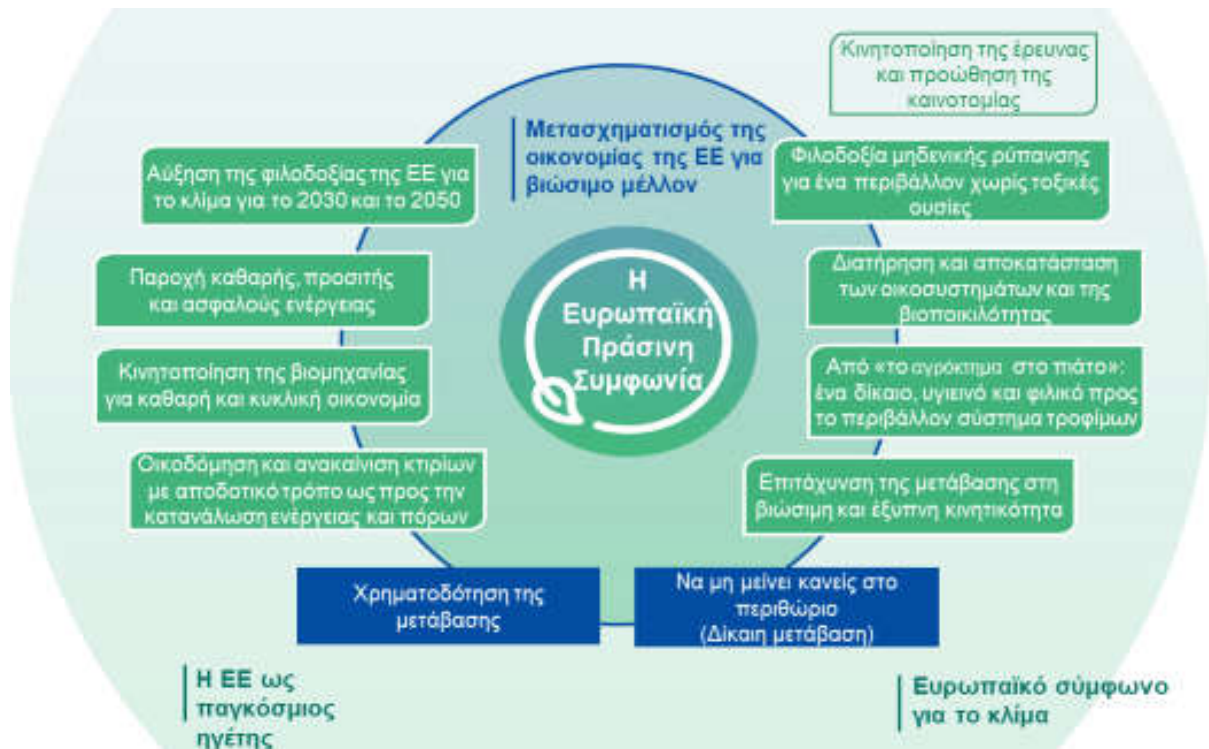 Κινητοποίηση της έρευνας
και προώθηση της
καινοτομίας
Μετασχηματισμός της
οικονομίας της ΕΕ για
βιώσιμο μέλλον
Αύξηση της φιλοδοξίας της ΕΕ για
το κλίμα για το 2030 και το 2050
Φιλοδοξία μηδενικής ρύπανσης
για ένα περιβάλλον χωρίς τοξικές
ουσίες
Παροχή καθαρής, προσιτής
και ασφαλούς ενέργειας
Διατήρηση και αποκατάσταση
των οικοσυστημάτων και της
βιοποικιλότητας
Η
Ευρωπαϊκή
Πράσινη
Συμφωνία
Κινητοποίηση της βιομηχανίας
για καθαρή και κυκλική οικονομία
Από «το αγρόκτημα στο πιάτο»:
ένα δίκαιο, υγιεινό και φιλικό προς
το περιβάλλον σύστημα τροφίμων
Οικοδόμηση και ανακαίνιση κτιρίων
με αποδοτικό τρόπο ως προς την
κατανάλωση ενέργειας και πόρων
Επιτάχυνση της μετάβασης στη
βιώσιμη και έξυπνη κινητικότητα
Χρηματοδότηση της
μετάβασης
Να μη μείνει κανείς στο
περιθώριο
(Δίκαιη μετάβαση)
Η ΕΕ ως
παγκόσμιος
ηγέτης
Ευρωπαϊκό σύμφωνο
για το κλίμα